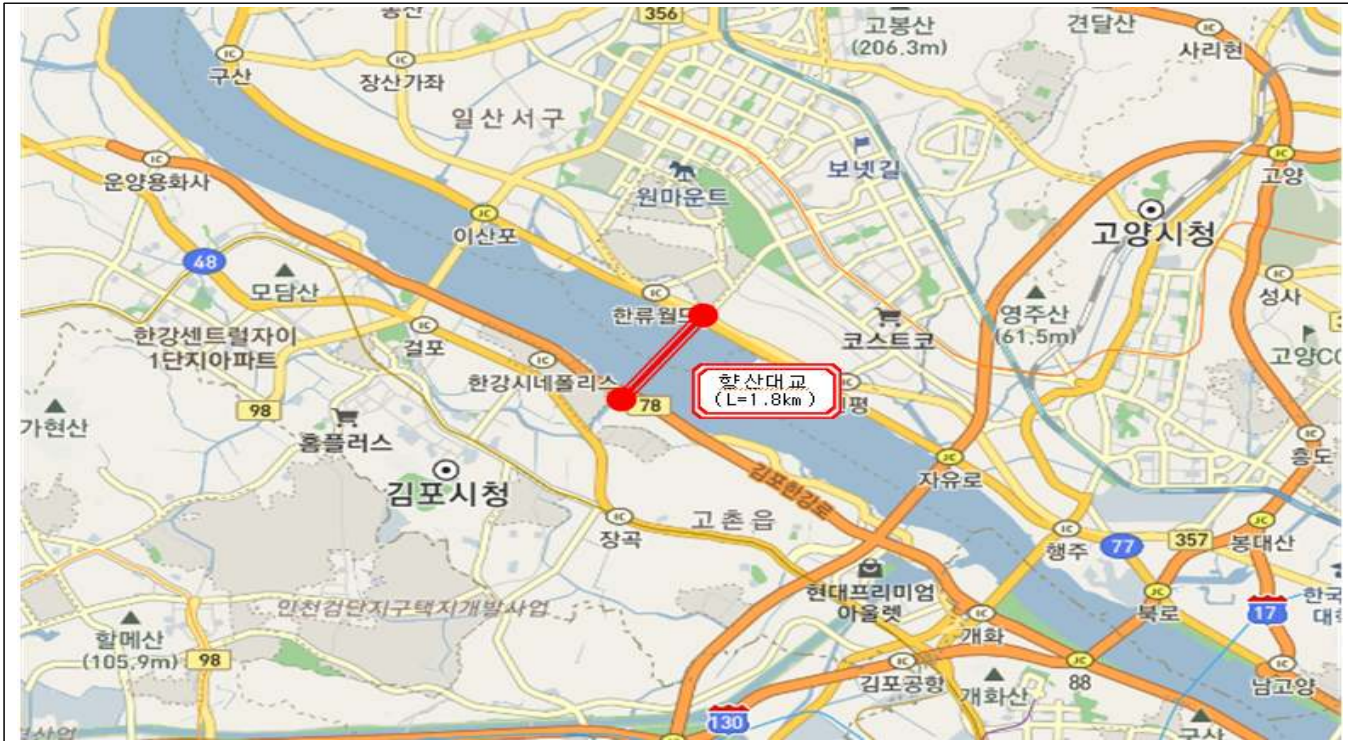 356
고봉산
(206.3m)
견달산
사리현
구산
장산가좌
일산서구
보넷길
운양용화사
원마운트
고양
이산포
고양시청
48
모담산
성사
한강센트럴자이
1단지아파트
걸포
한류월드
코스트코
영주산
(61.5m)
고양CC
한강시네폴리스
향산대교
(L=1.8km)
평
98
78
가현산
홈플러스
김포시청
자유로
흥도
김포한강로
고촌읍
장곡
행주
77
357
봉대산
인천검단지구택지개발사업
현대프리미엄
아울렛
북로
17
한국
대학
할메산
(105.9m)
98
개화
김포공항
개화산
88
남고양
130